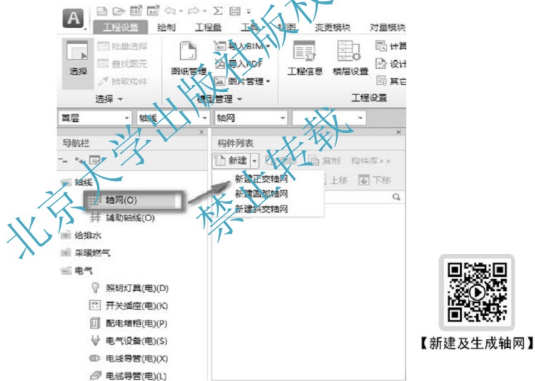 A
工程设置 绘制 工程量 工具 视图 变更模块 对量模块
批量选择
查找图元
拾取构件
选择
图纸管理
导入BIM
导入PDF
图片管理
工程信息 楼层设置
计算
设计
其它
选择 模型管理 工程设置
首层 轴线 轴网
导航栏
构件列表
新建 复制 构件库>>
上移 下移
新建正交轴网
新建圆弧轴网
新建斜交轴网
轴线
轴网(O)
辅助轴线(O)
给排水
采暖燃气
电气
照明灯具(电)(D)
开关插座(电)(K)
配电箱柜(电)(P)
电气设备(电)(S)
电线导管(电)(X)
电缆导管(电)(L)
【新建及生成轴网】
北京大学出版社版权
禁止转载